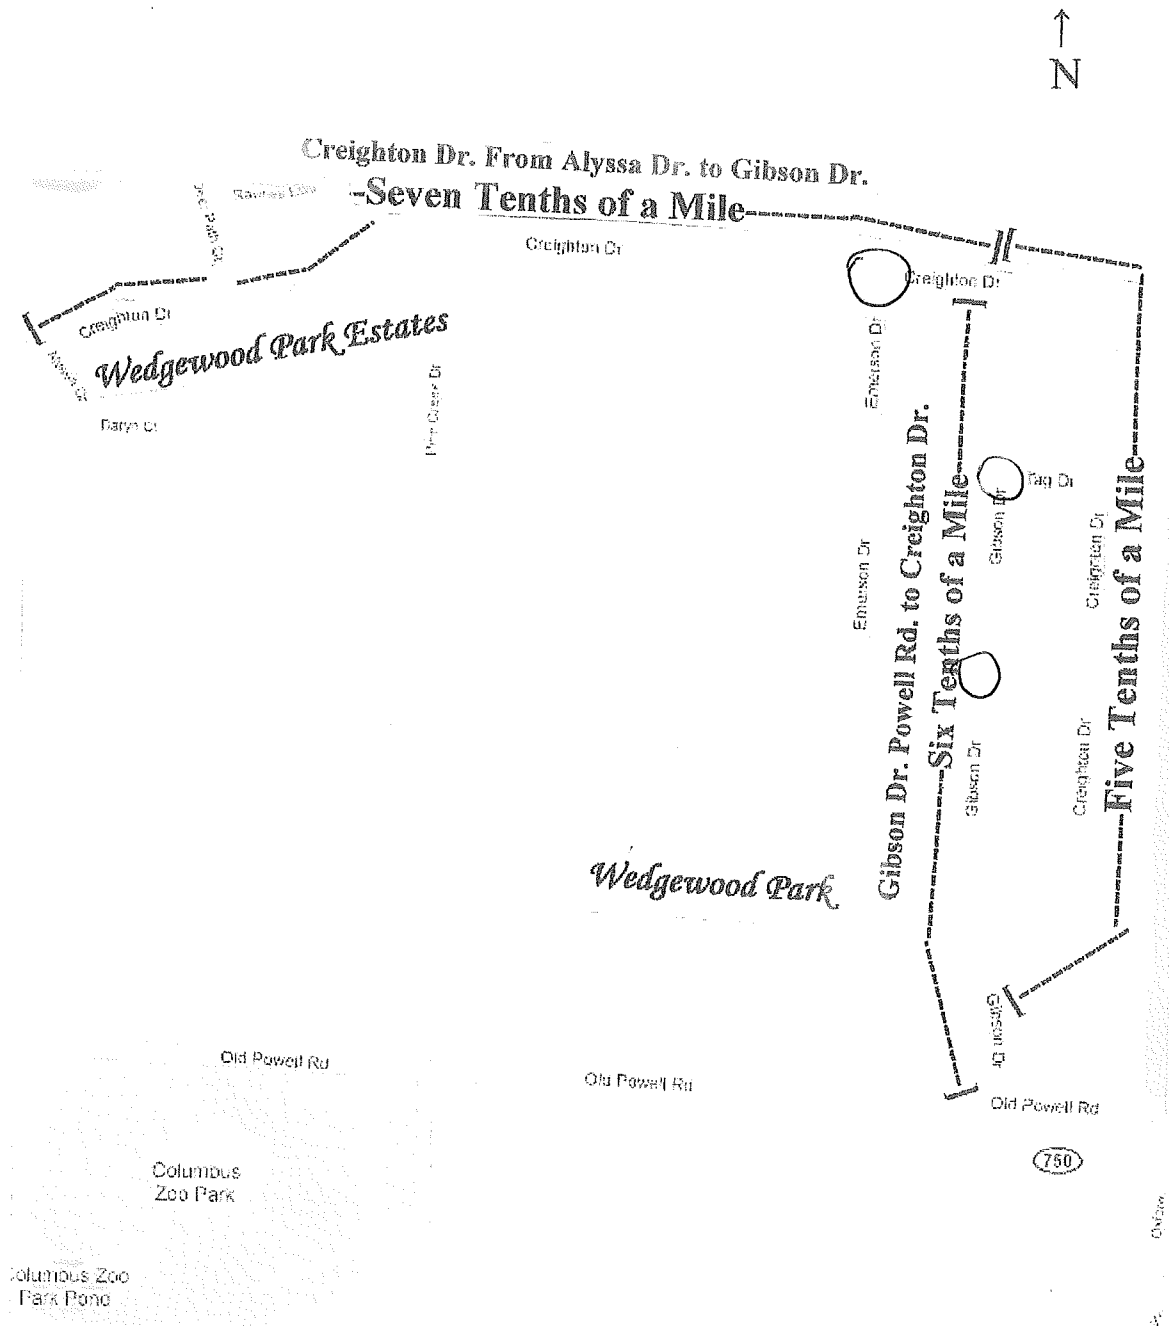 ↑
N
Creighton Dr. From Alyssa Dr. to Gibson Dr.
-Seven Tenths of a Mile
Creighton Dr
Creighton Dr
Creighton Dr
Wedgewood Park Estates
Daryn Ct
Emerson Dr
Gibson Dr. Powell Rd. to Creighton Dr.
Six Tenths of a Mile
Tag Dr
Gibson Dr
Creighton Dr
Five Tenths of a Mile
Emerson Dr
Gibson Dr
Creighton Dr
Wedgewood Park
Gibson Dr
Old Powell Rd
Old Powell Rd
Old Powell Rd
750
Columbus
Zoo Park
Columbus Zoo
Park Pond